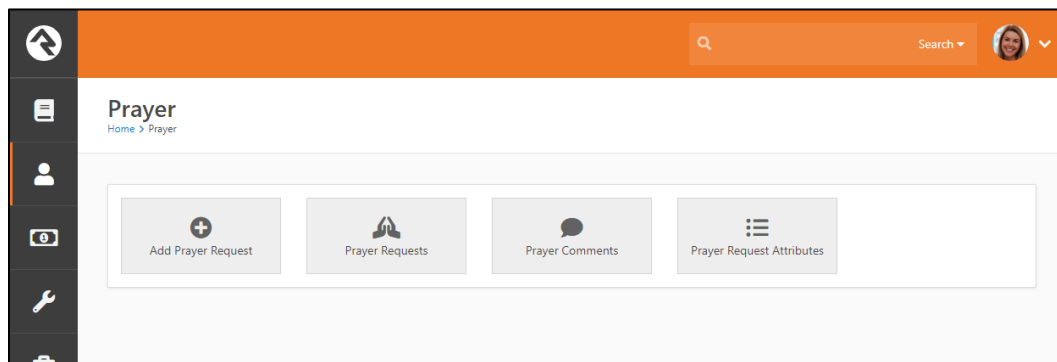 Search
Prayer
Home > Prayer
Add Prayer Request
Prayer Requests
Prayer Comments
Prayer Request Attributes